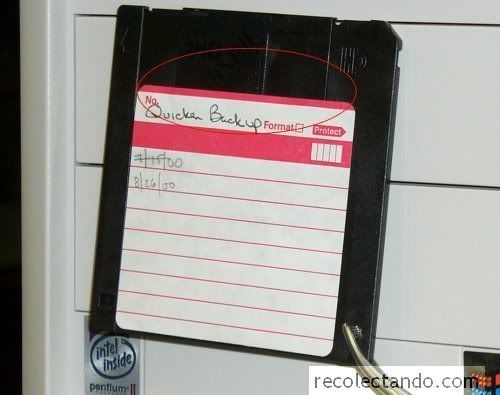 No.
Quicken Backup Format
Protect
7/15/00
8/26/00
intel
inside
pentium II
recolectando.com